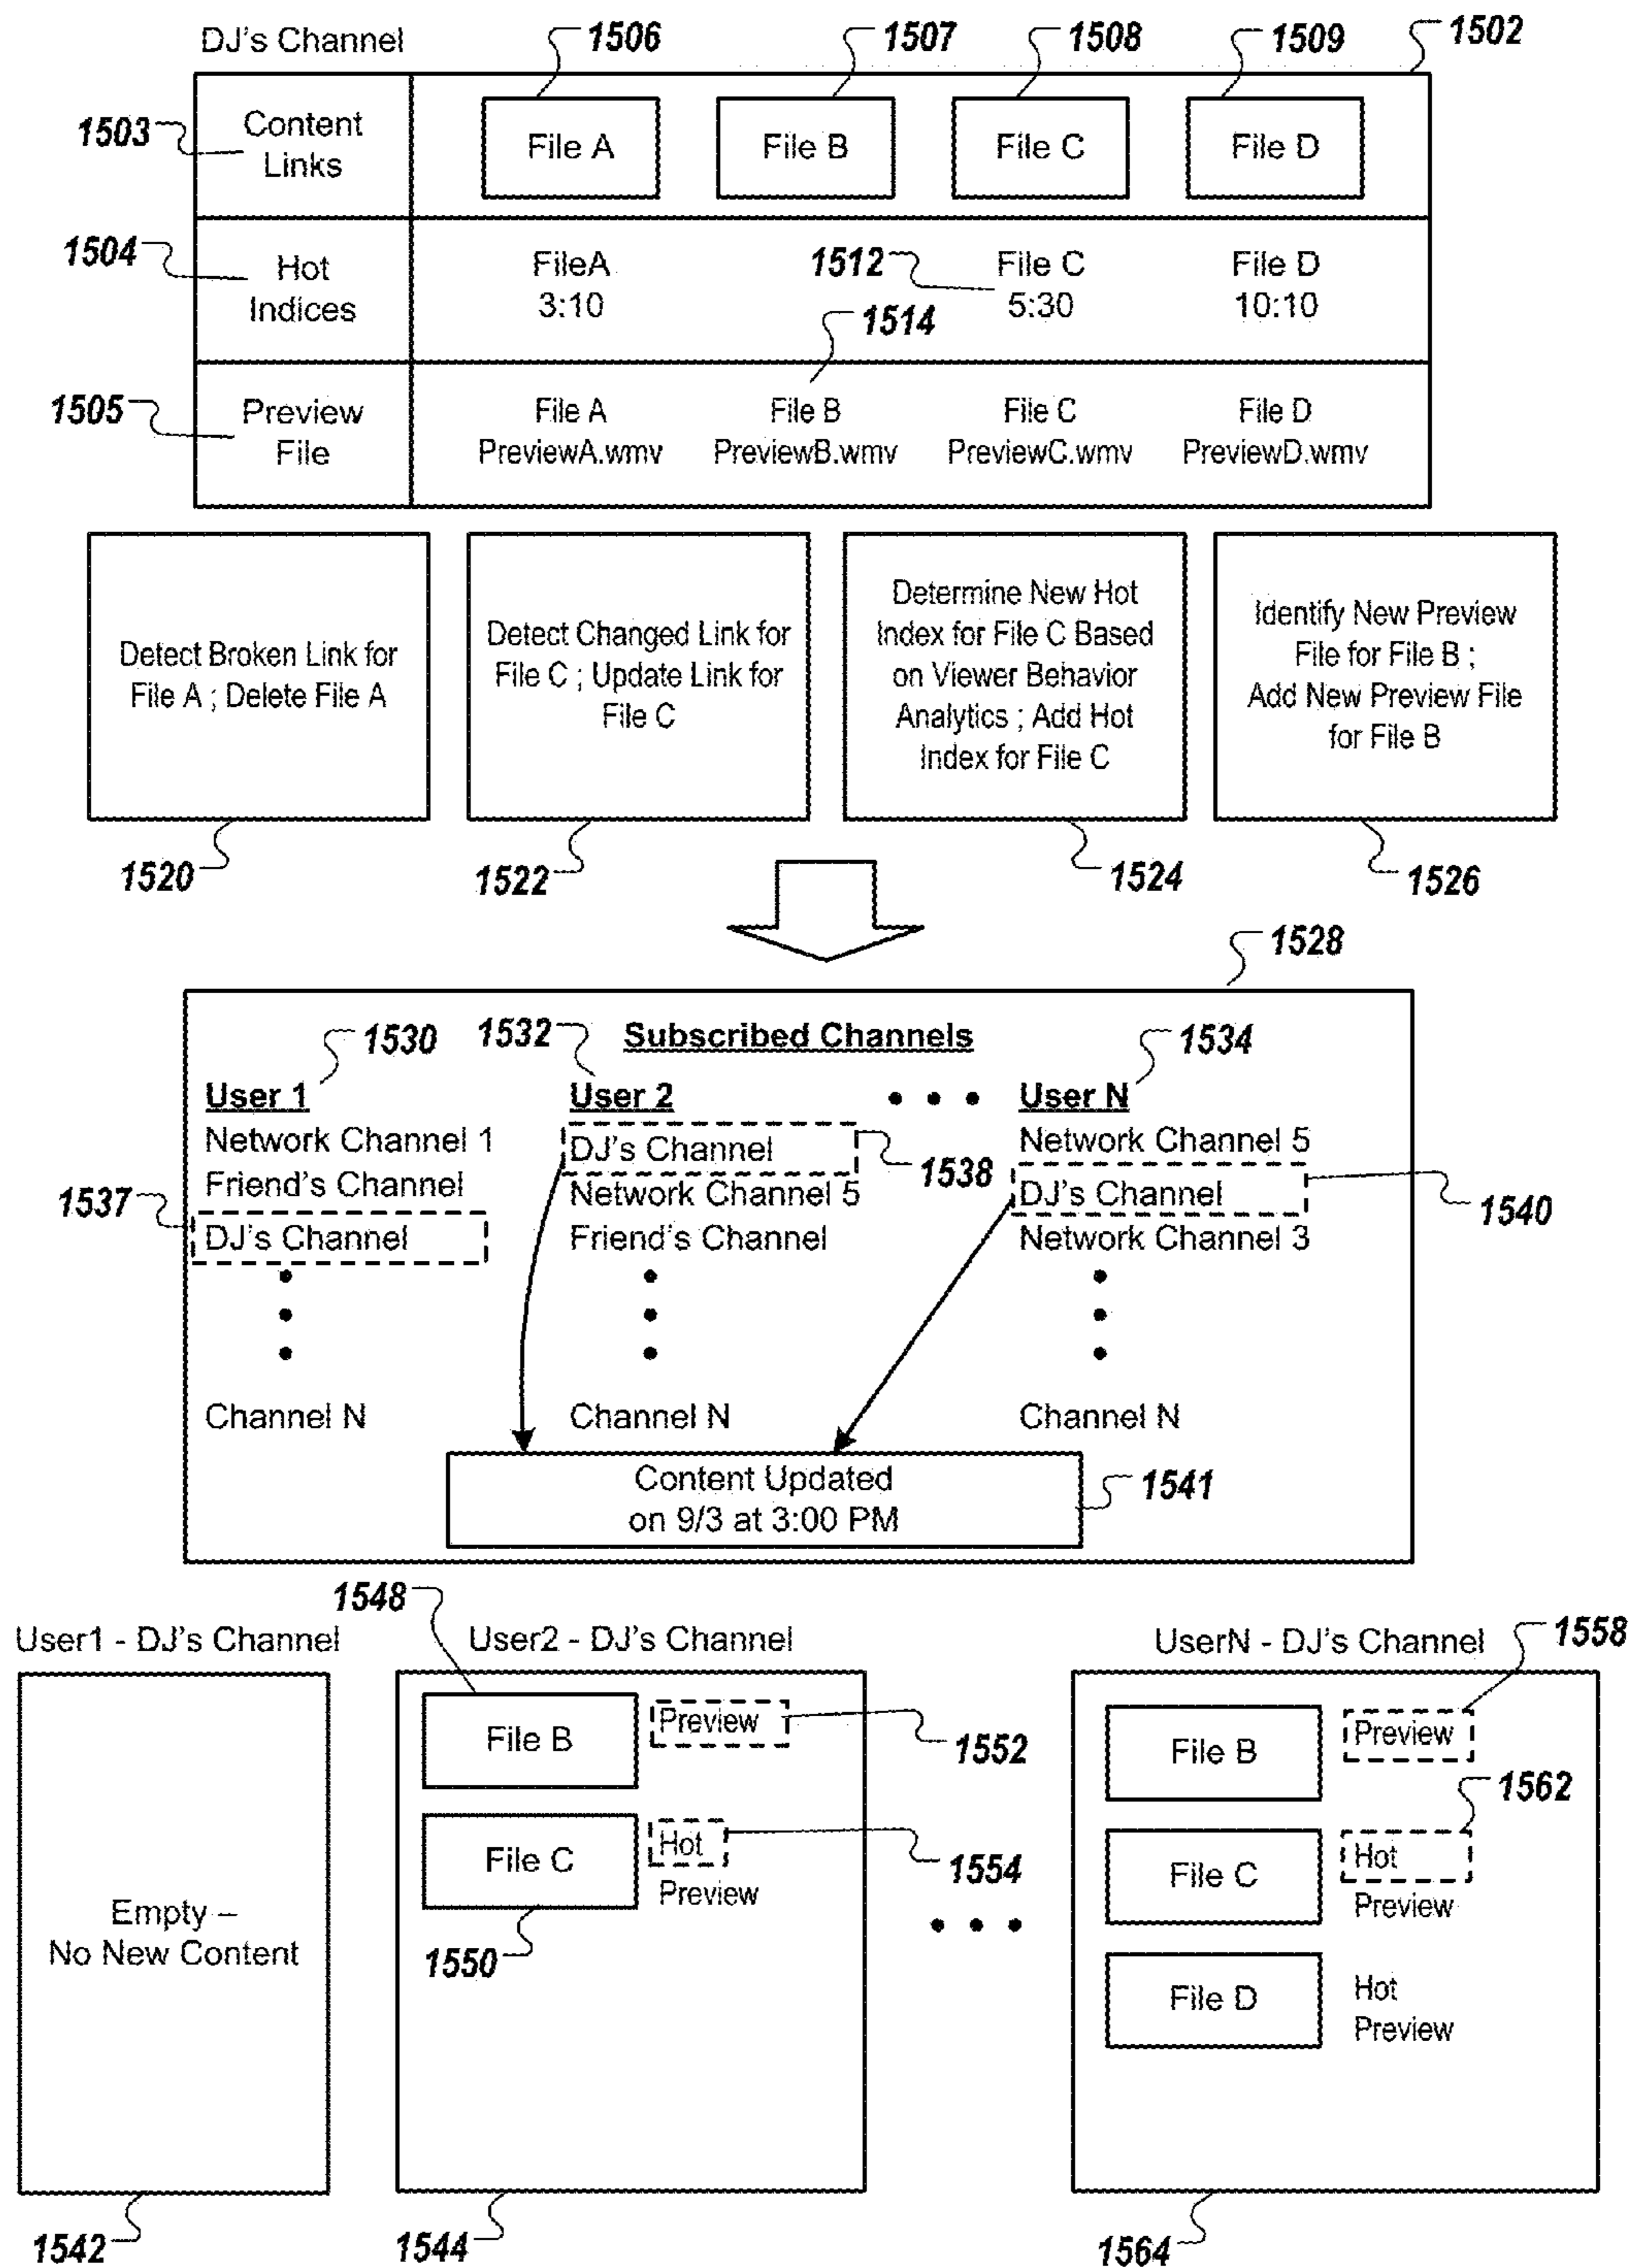 DJ's Channel
1506
1507
1508
1509
1502
1503
Content
Links
File A
File B
File C
File D
1504
Hot
Indices
FileA
3:10
1512
File C
5:30
File D
10:10
1514
1505
Preview
File
File A
PreviewA.wmv
File B
PreviewB.wmv
File C
PreviewC.wmv
File D
PreviewD.wmv
Detect Broken Link for
File A ; Delete File A
Detect Changed Link for
File C ; Update Link for
File C
Determine New Hot
Index for File C Based
on Viewer Behavior
Analytics ; Add Hot
Index for File C
Identify New Preview
File for File B ;
Add New Preview File
for File B
1520
1522
1524
1526
1528
Subscribed Channels
1530
1532
1534
User 1
Network Channel 1
Friend's Channel
1537
DJ's Channel
Channel N
User 2
DJ's Channel
1538
Network Channel 5
Friend's Channel
Channel N
User N
Network Channel 5
DJ's Channel
1540
Network Channel 3
Channel N
Content Updated
on 9/3 at 3:00 PM
1541
User1 - DJ's Channel
Empty –
No New Content
1542
1548
User2 - DJ's Channel
File B
Preview
1552
File C
Hot
Preview
1554
1550
1544
UserN - DJ's Channel
1558
File B
Preview
1562
File C
Hot
Preview
File D
Hot
Preview
1564